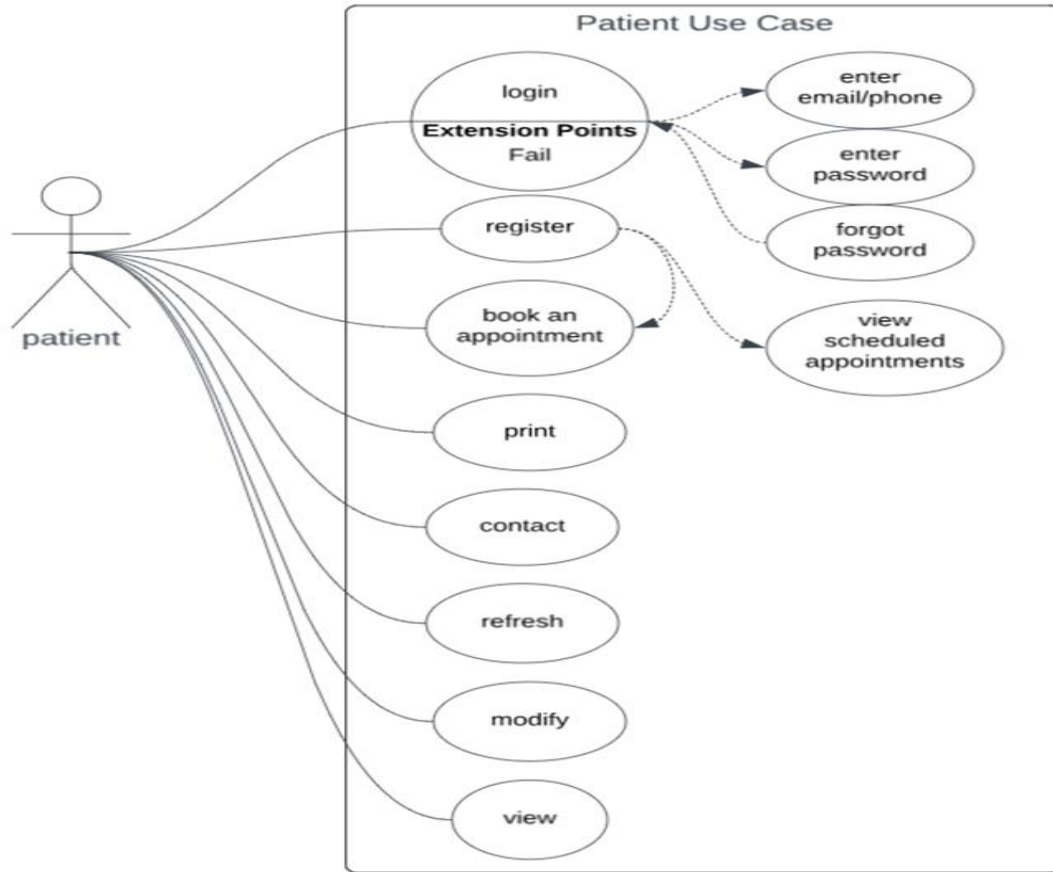 Patient Use Case
login
Extension Points
Fail
enter
email/phone
enter
password
forgot
password
register
book an
appointment
view
scheduled
appointments
patient
print
contact
refresh
modify
view